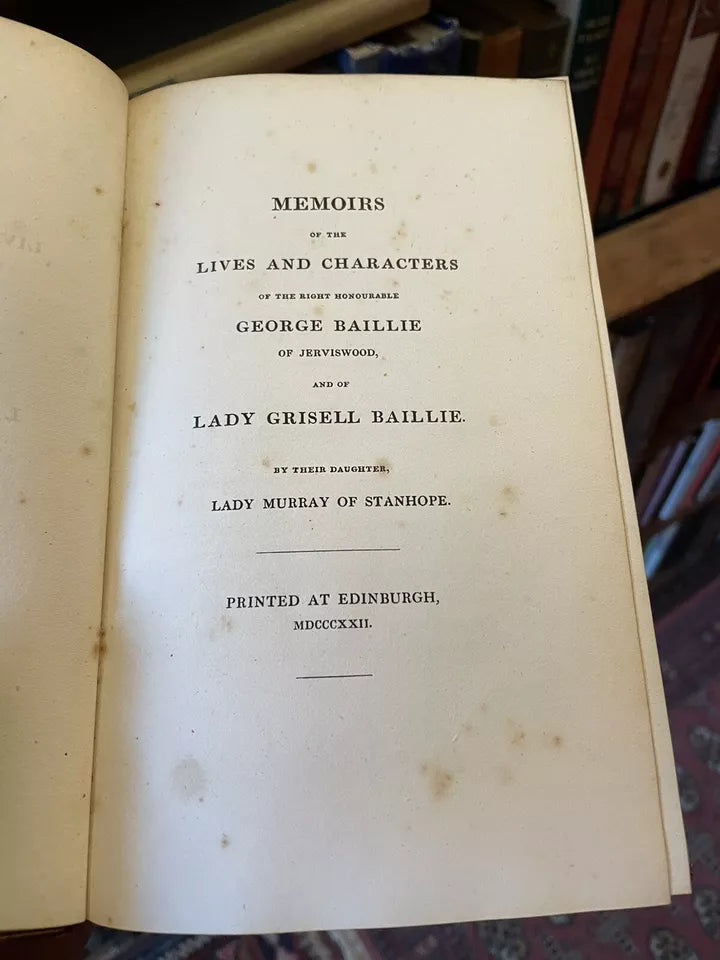 MEMOIRS
OF THE
LIVES AND CHARACTERS
OF THE RIGHT HONOURABLE
GEORGE BAILLIE
OF JERVISWOOD,
AND OF
LADY GRISELL BAILLIE.
BY THEIR DAUGHTER,
LADY MURRAY OF STANHOPE.
PRINTED AT EDINBURGH,
MDCCCXXII.